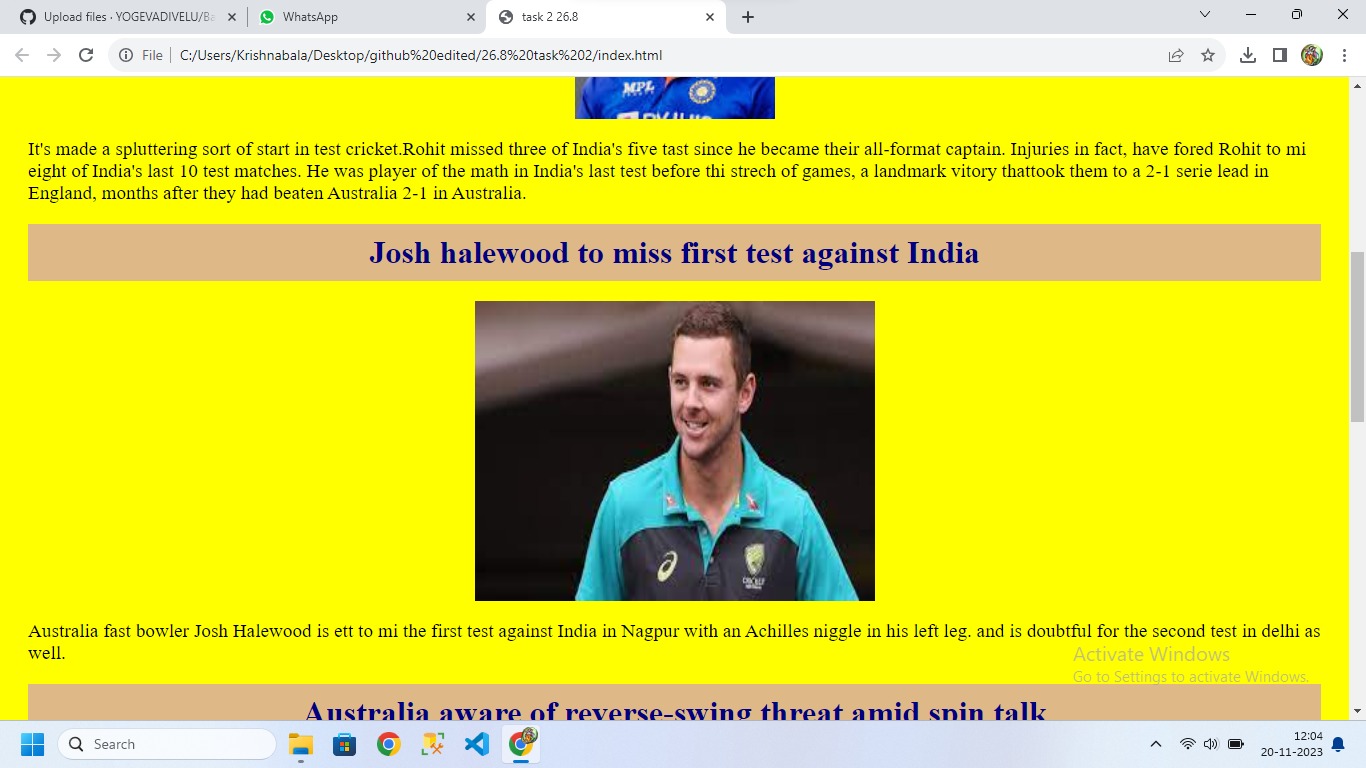 Upload files · YOGEVADIVELU/Ba
WhatsApp
task 2 26.8
File
C:/Users/Krishnabala/Desktop/github%20edited/26.8%20task%202/index.html
MPL
It's made a spluttering sort of start in test cricket.Rohit missed three of India's five tast since he became their all-format captain. Injuries in fact, have fored Rohit to mi
eight of India's last 10 test matches. He was player of the math in India's last test before thi strech of games, a landmark vitory thattook them to a 2-1 serie lead in
England, months after they had beaten Australia 2-1 in Australia.
Josh halewood to miss first test against India
Australia fast bowler Josh Halewood is ett to mi the first test against India in Nagpur with an Achilles niggle in his left leg. and is doubtful for the second test in delhi as
well.
Activate Windows
Go to Settings to activate Windows.
Australia aware of reverse-swing threat amid spin talk
Search
12:04
20-11-2023